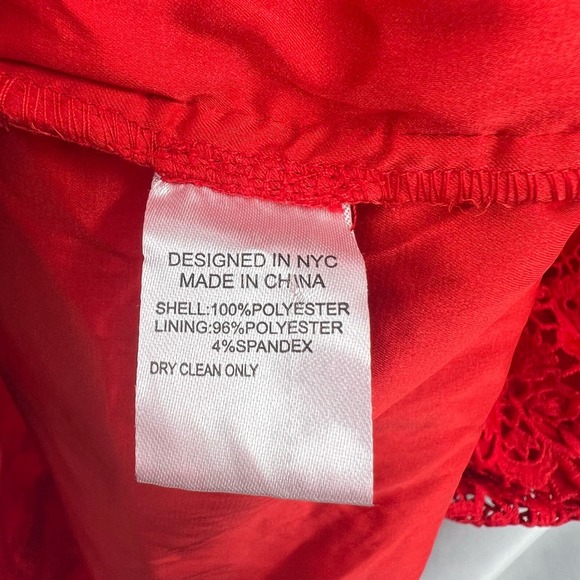 DESIGNED IN NYC
MADE IN CHINA
SHELL:100%POLYESTER
LINING:96%POLYESTER
4%SPANDEX
DRY CLEAN ONLY